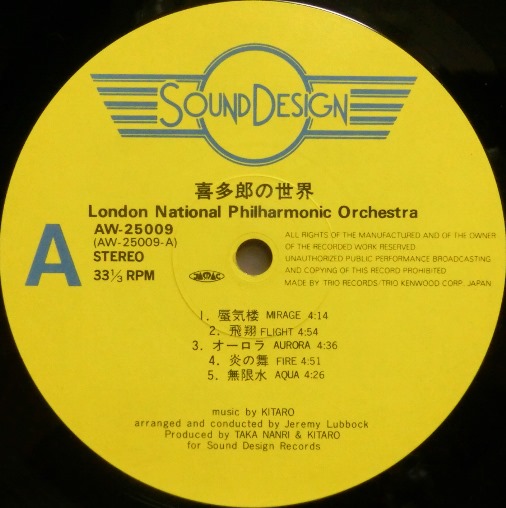 SOUND DESIGN
喜多郎の世界
London National Philharmonic Orchestra
AW-25009
(AW-25009-A)
STEREO
33⅓ RPM
A
JASRAC
ALL RIGHTS OF THE MANUFACTURED AND OF THE OWNER
OF THE RECORDED WORK RESERVED
UNAUTHORIZED PUBLIC PERFORMANCE BROADCASTING
AND COPYING OF THIS RECORD PROHIBITED
MADE BY TRIO RECORDS/TRIO KENWOOD CORP. JAPAN
1. 蜃気楼 MIRAGE 4:14
2. 飛翔 FLIGHT 4:54
3. オーロラ AURORA 4:36
4. 炎の舞 FIRE 4:51
5. 無限水 AQUA 4:26
music by KITARO
arranged and conducted by Jeremy Lubbock
Produced by TAKA NANRI & KITARO
for Sound Design Records